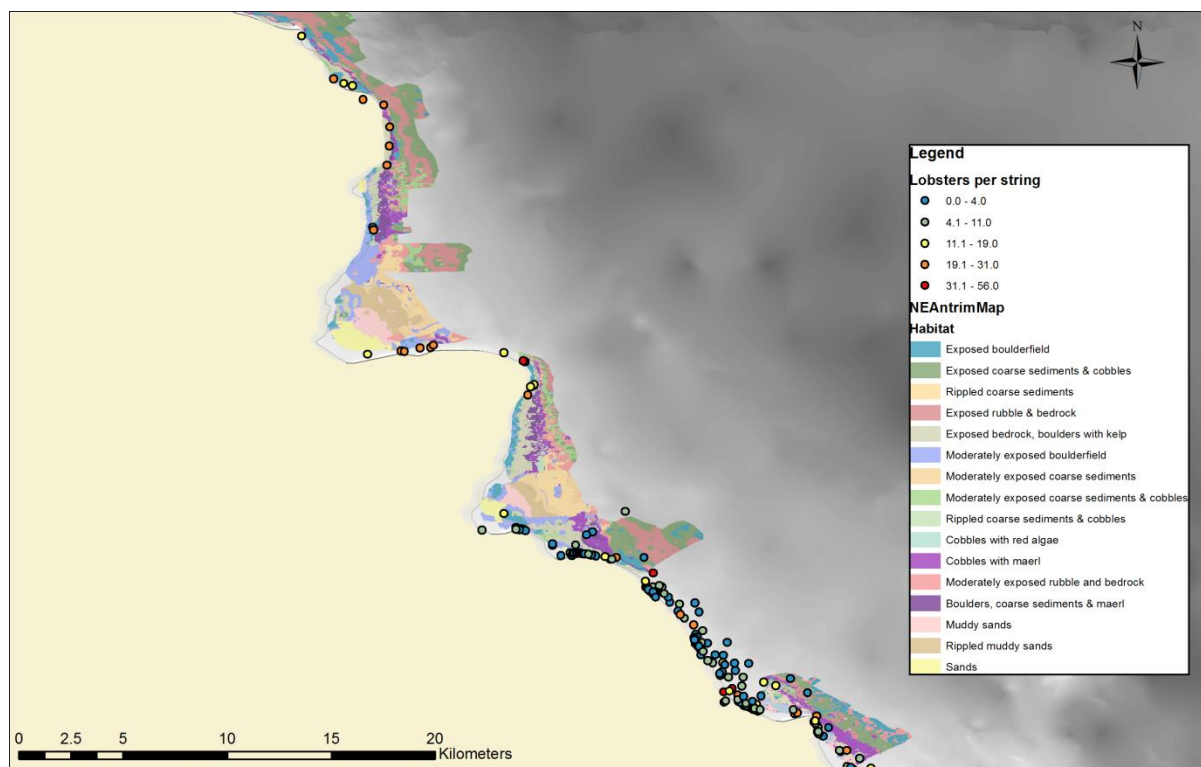 N
Legend
Lobsters per string
0.0 - 4.0
4.1 - 11.0
11.1 - 19.0
19.1 - 31.0
31.1 - 56.0
NEAntrimMap
Habitat
Exposed boulderfield
Exposed coarse sediments & cobbles
Rippled coarse sediments
Exposed rubble & bedrock
Exposed bedrock, boulders with kelp
Moderately exposed boulderfield
Moderately exposed coarse sediments
Moderately exposed coarse sediments & cobbles
Rippled coarse sediments & cobbles
Cobbles with red algae
Cobbles with maerl
Moderately exposed rubble and bedrock
Boulders, coarse sediments & maerl
Muddy sands
Rippled muddy sands
Sands
0 2.5 5 10 15 20
Kilometers